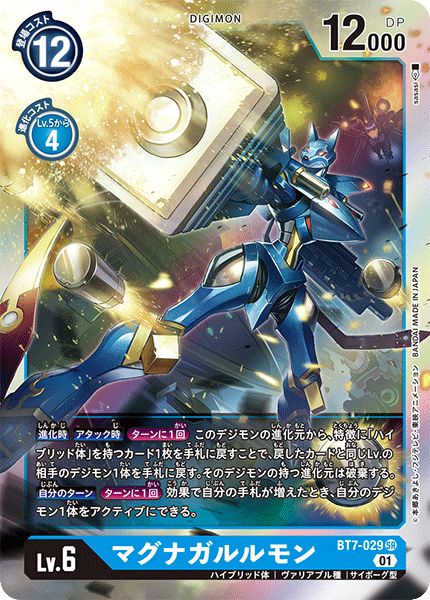 DIGIMON
登場コスト
12
DP
12000
進化コスト
Lv.5から
4
sasasi
©本郷あきよし・フジテレビ・東映アニメーション BANDAI MADE IN JAPAN
進化時 アタック時 ターンに1回 このデジモンの進化元から、特徴に「ハイ
ブリッド体」を持つカード1枚を手札に戻すことで、戻したカードと同じLv.の
相手のデジモン1体を手札に戻す。そのデジモンの持つ進化元は破棄する。
自分のターン ターンに1回 効果で自分の手札が増えたとき、自分のデジ
モン1体をアクティブにできる。
Lv.6
マグナガルルモン
BT7-029 SR
01
ハイブリッド体 | ヴァリアブル種 | サイボーグ型